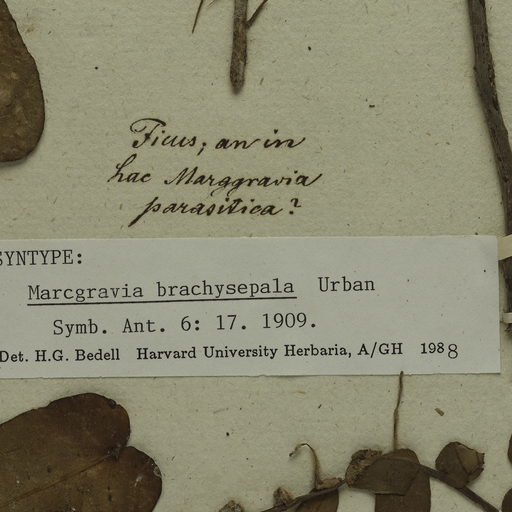 Ficus; an in
hac Marggravia
parasitica?
SYNTYPE:
Marcgravia brachysepala Urban
Symb. Ant. 6: 17. 1909.
Det. H.G. Bedell Harvard University Herbaria, A/GH 1988